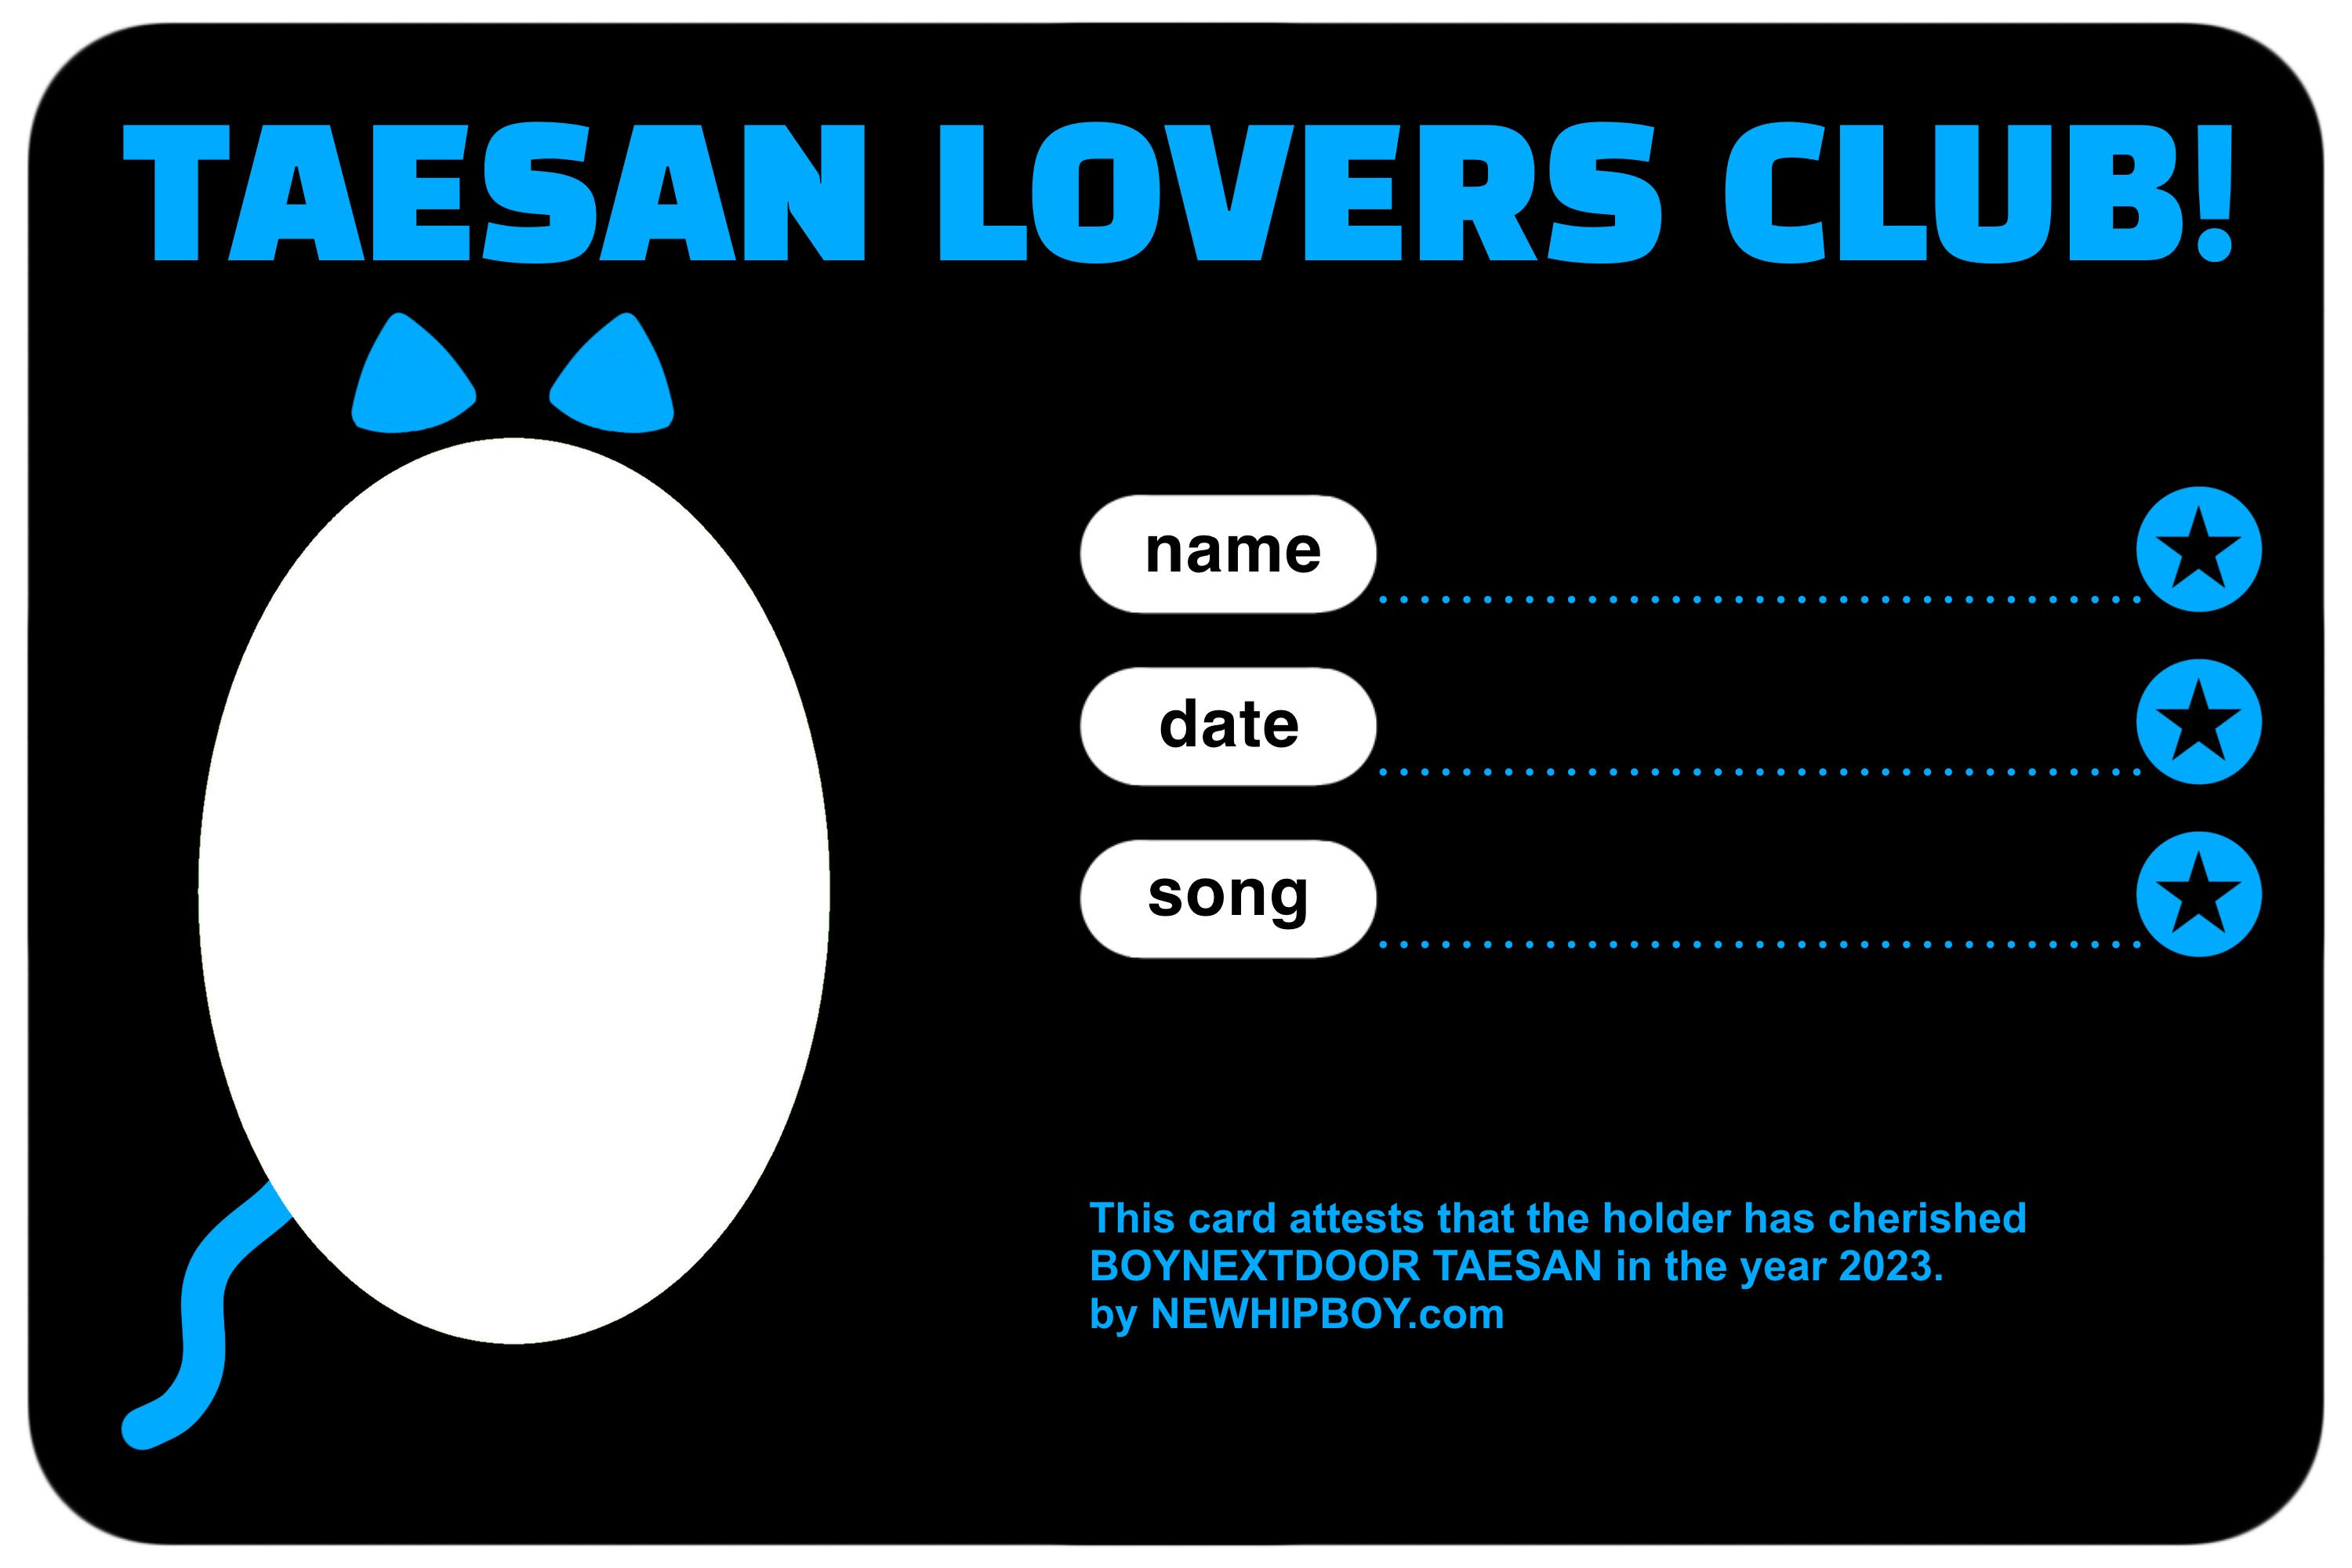 TAESAN LOVERS CLUB!
name
date
song
This card attests that the holder has cherished
BOYNEXTDOOR TAESAN in the year 2023.
by NEWHIPBOY.com